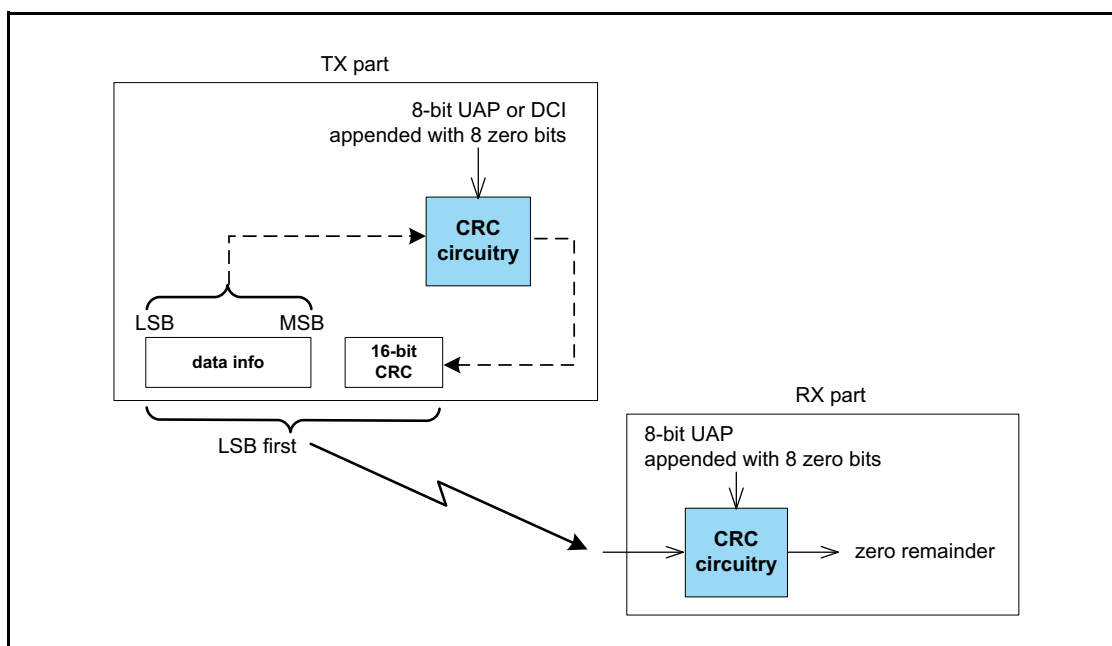 TX part
8-bit UAP or DCI
appended with 8 zero bits
CRC
circuitry
LSB
MSB
data info
16-bit
CRC
LSB first
RX part
8-bit UAP
appended with 8 zero bits
CRC
circuitry
zero remainder